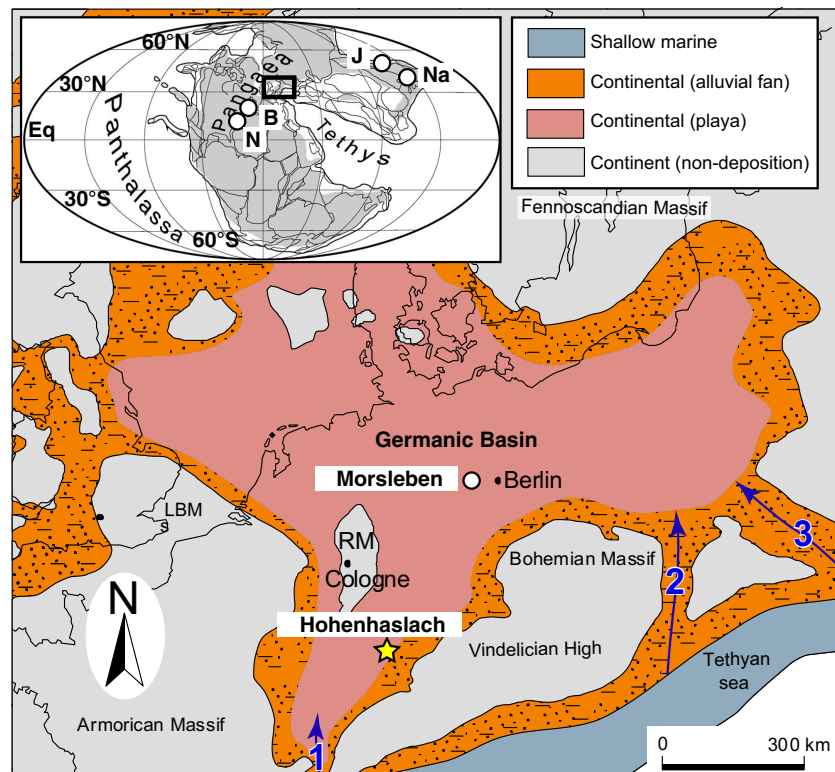 60°N
30°N
Eq
30°S
60°S
Panthalassa
Pangaea
Tethys
J
Na
B
N
Shallow marine
Continental (alluvial fan)
Continental (playa)
Continent (non-deposition)
Fennoscandian Massif
Germanic Basin
Morsleben
Berlin
LBM
s
RM
Cologne
Bohemian Massif
3
2
N
Hohenhaslach
Vindelician High
Tethyan
sea
Armorican Massif
1
0 300 km